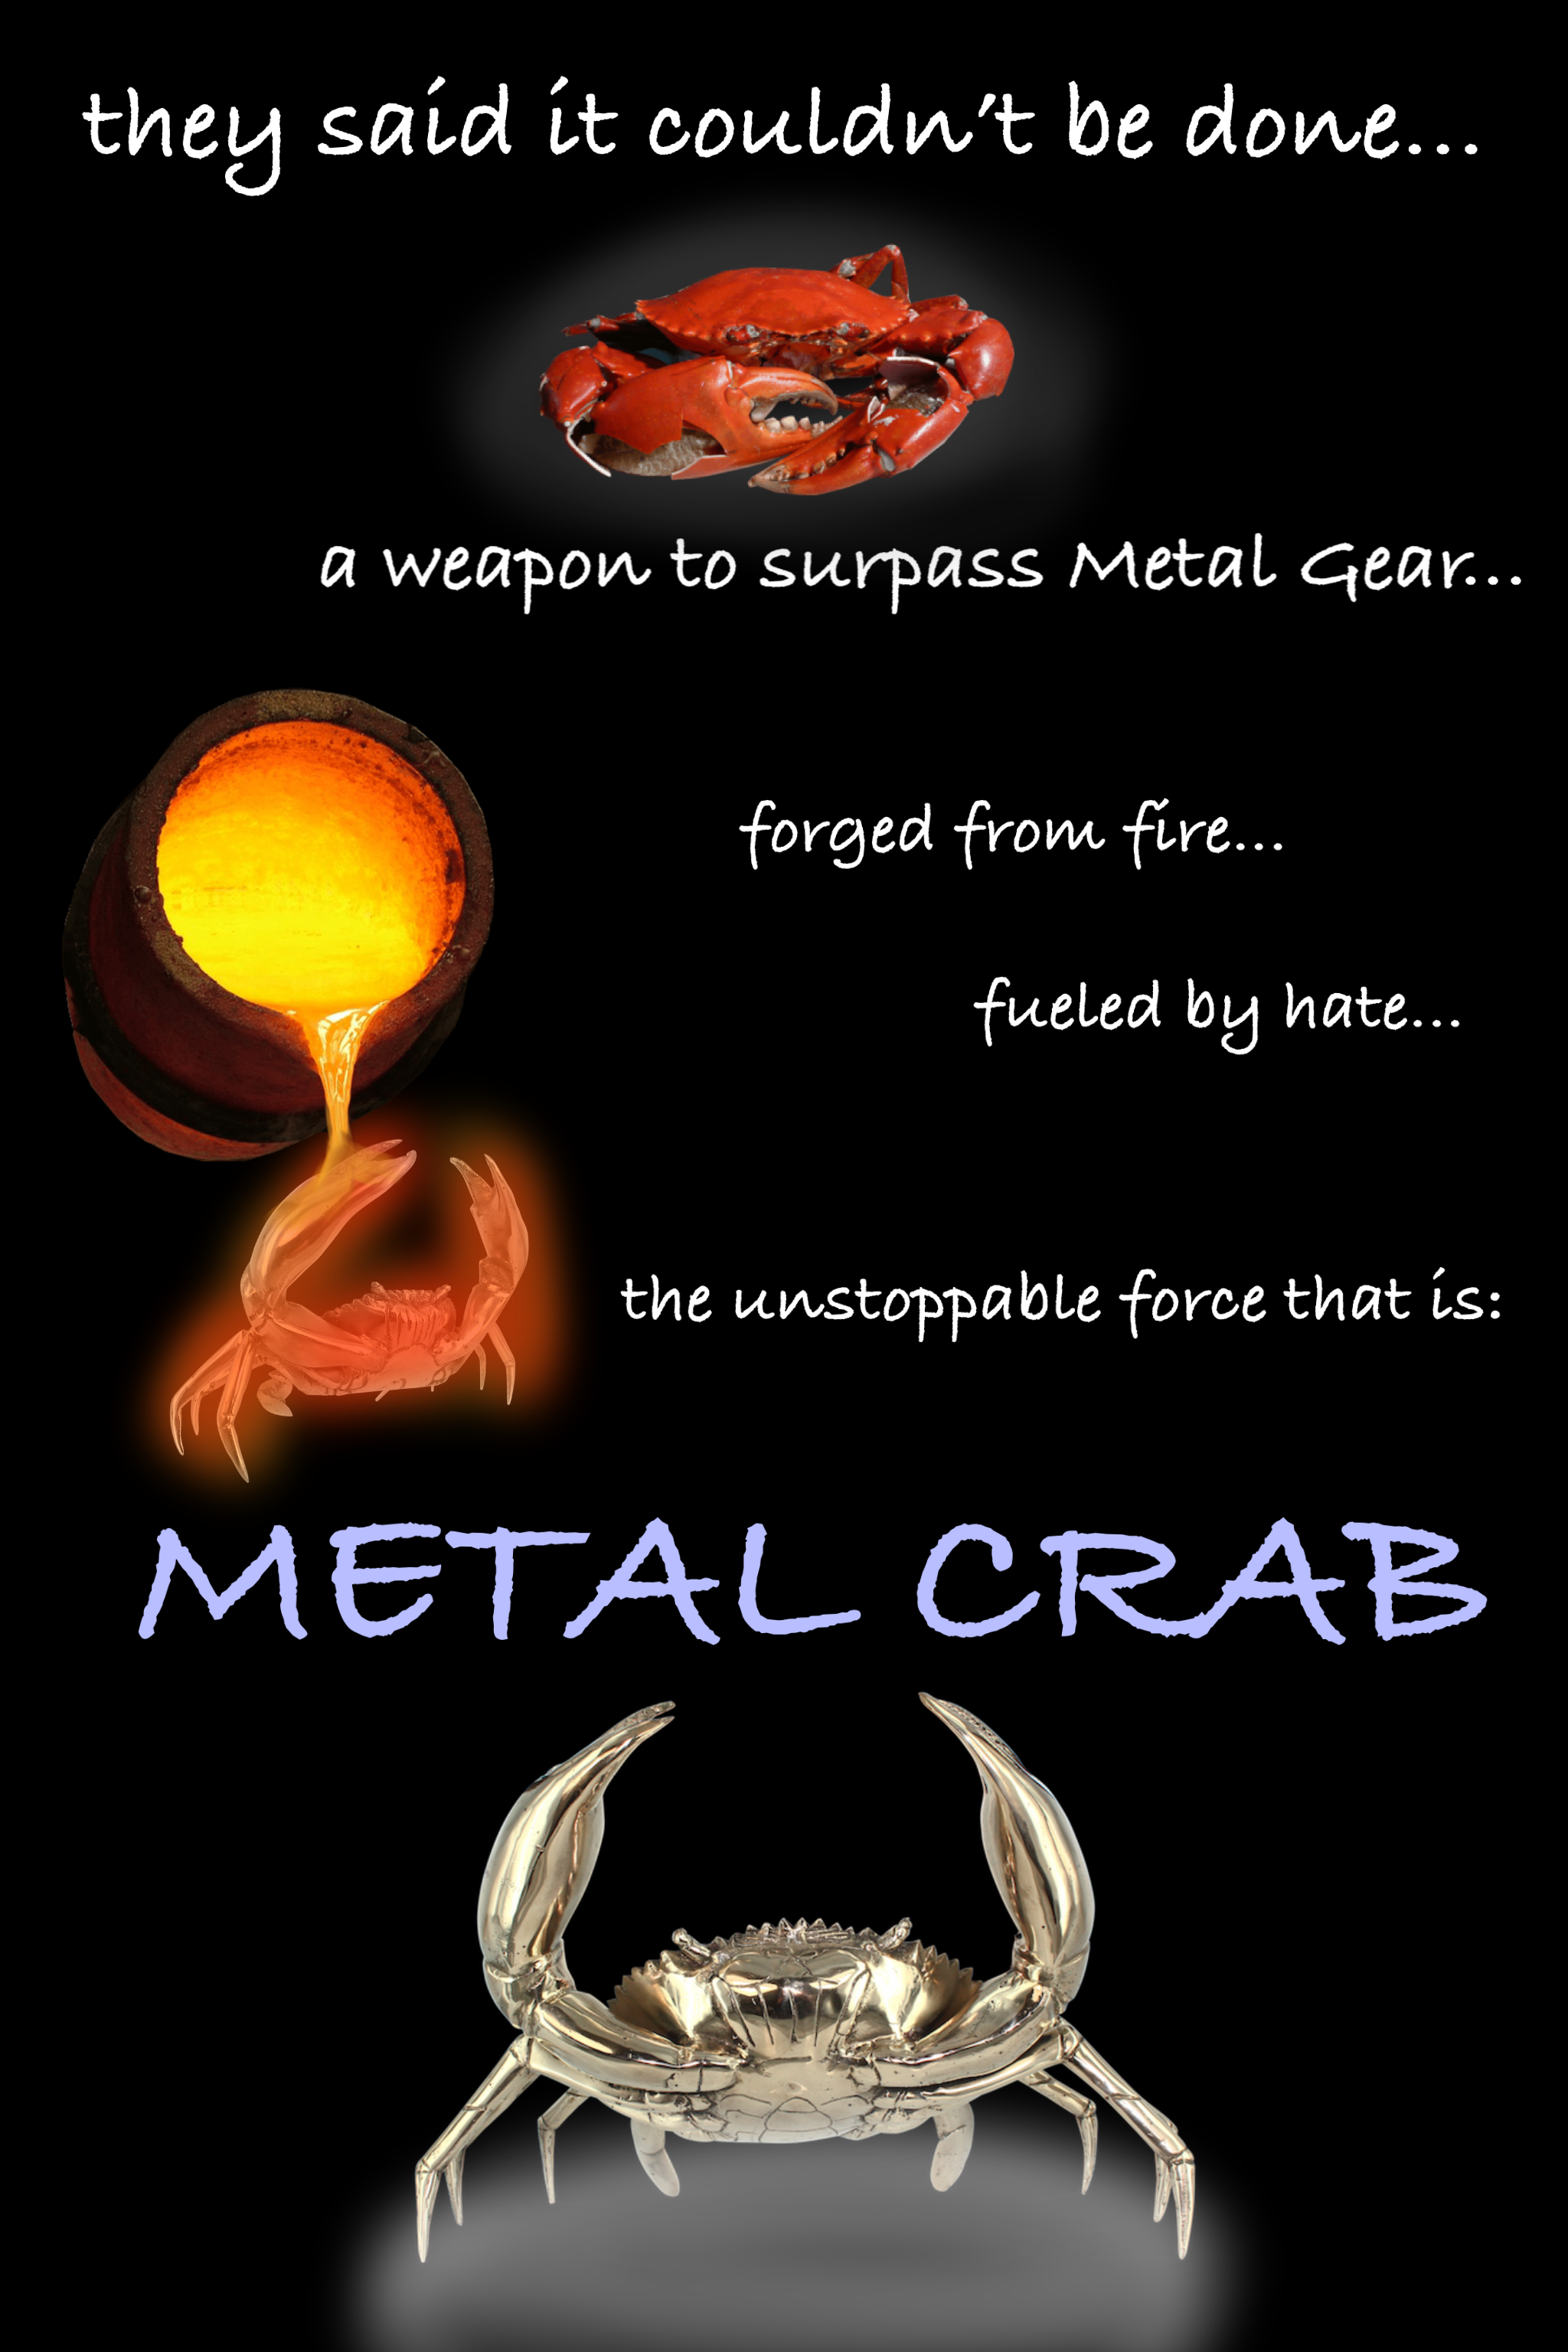 they said it couldn't be done...
a weapon to surpass Metal Gear...
forged from fire...
fueled by hate...
the unstoppable force that is:
METAL CRAB